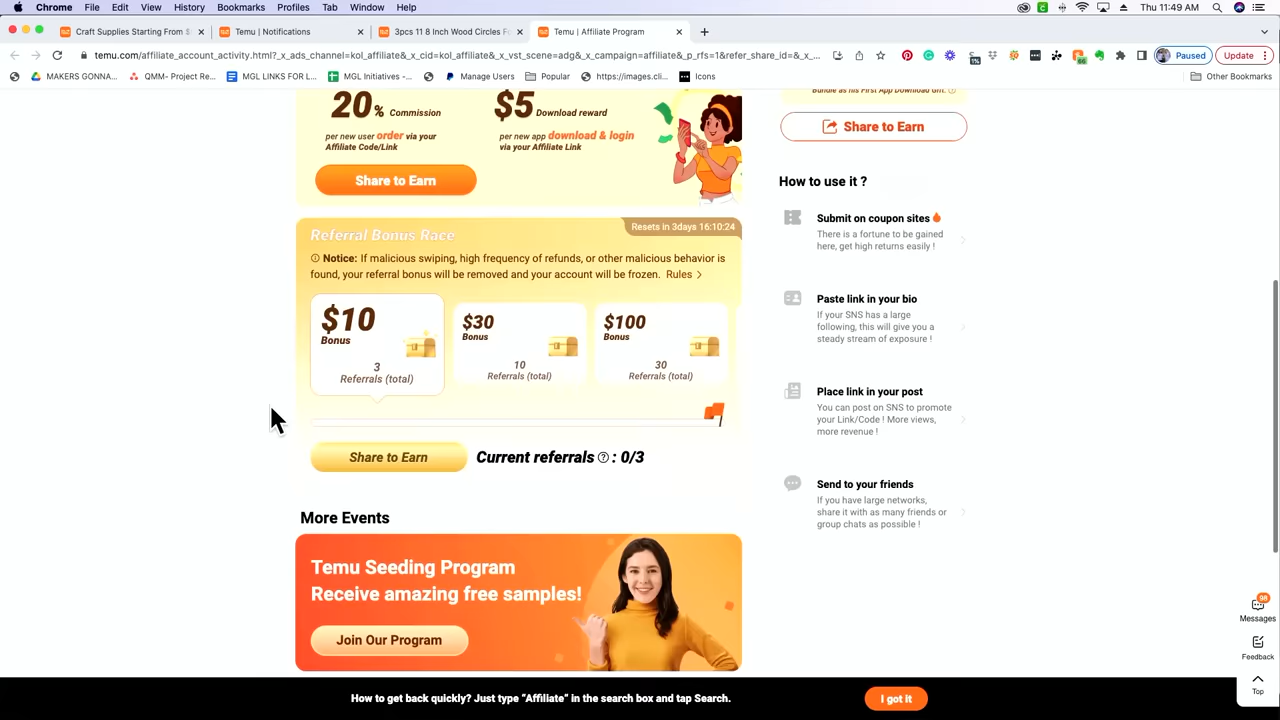 Chrome File Edit View History Bookmarks Profiles Tab Window Help
Thu 11:49 AM
Craft Supplies Starting From $
Temu | Notifications
3pcs 11 8 Inch Wood Circles F
Temu | Affiliate Program
temu.com/affiliate_account_activity.html?_x_ads_channel=kol_affiliate&_x_cid=kol_affiliate&_x_vst_scene=adg&_x_campaign=affiliate&_p_rfs=1&refer_share_id=&_x_...
Paused
Update
MAKERS GONNA...
QMM- Project Re...
MGL LINKS FOR L...
MGL Initiatives -...
Manage Users
Popular
https://images.cli...
Icons
Other Bookmarks
20% Commission
per new user order via your
Affiliate Code/Link
$5 Download reward
per new app download & login
via your Affiliate Link
Share to Earn
Bundle as his First App Download Gift.
Share to Earn
Referral Bonus Race
Resets in 3days 16:10:24
Notice: If malicious swiping, high frequency of refunds, or other malicious behavior is
found, your referral bonus will be removed and your account will be frozen. Rules >
$10
Bonus
3
Referrals (total)
$30
Bonus
10
Referrals (total)
$100
Bonus
30
Referrals (total)
Share to Earn
Current referrals ? : 0/3
More Events
Temu Seeding Program
Receive amazing free samples!
Join Our Program
How to use it ?
Submit on coupon sites
There is a fortune to be gained
here, get high returns easily !
Paste link in your bio
If your SNS has a large
following, this will give you a
steady stream of exposure !
Place link in your post
You can post on SNS to promote
your Link/Code ! More views,
more revenue !
Send to your friends
If you have large networks,
share it with as many friends or
group chats as possible !
98
Messages
Feedback
Top
How to get back quickly? Just type “Affiliate” in the search box and tap Search.
I got it